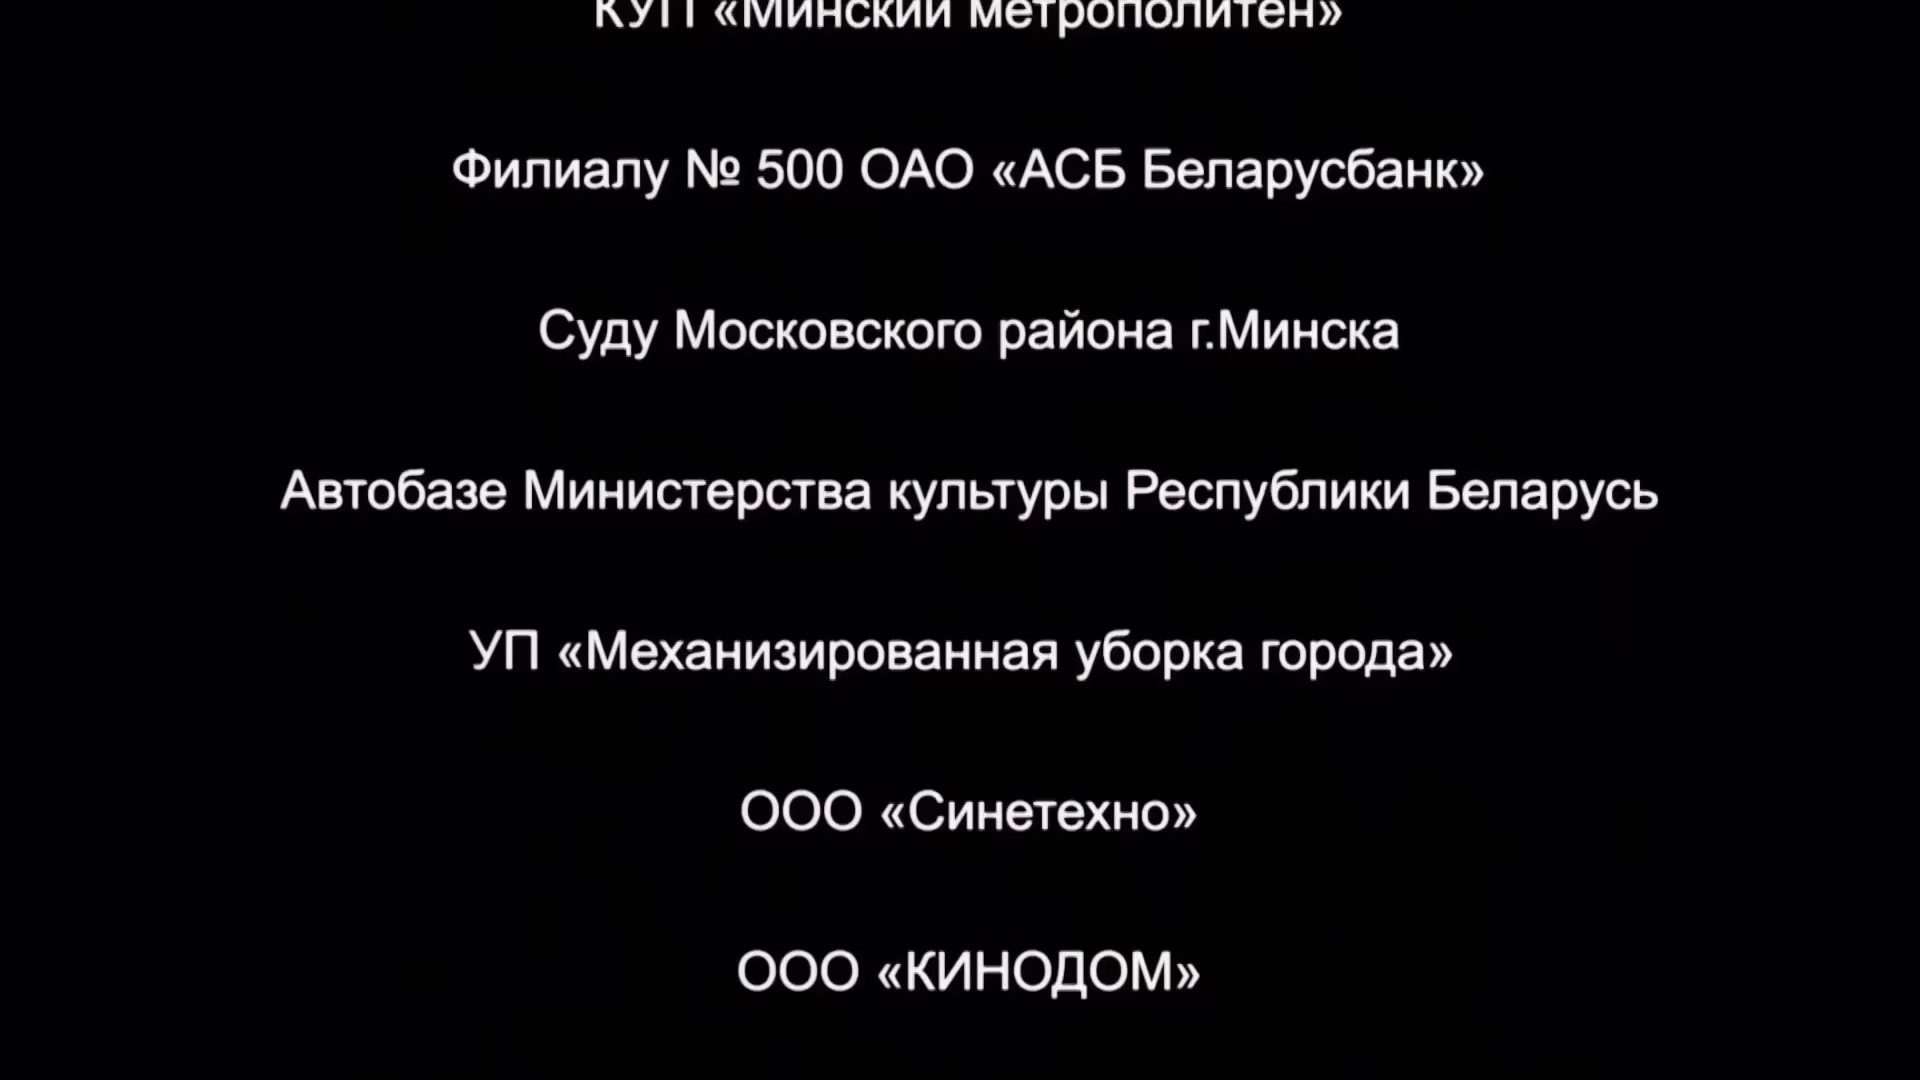 КУП «Минский метрополитен»
Филиалу № 500 ОАО «АСБ Беларусбанк»
Суду Московского района г.Минска
Автобазе Министерства культуры Республики Беларусь
УП «Механизированная уборка города»
ООО «Синетехно»
ООО «КИНОДОМ»